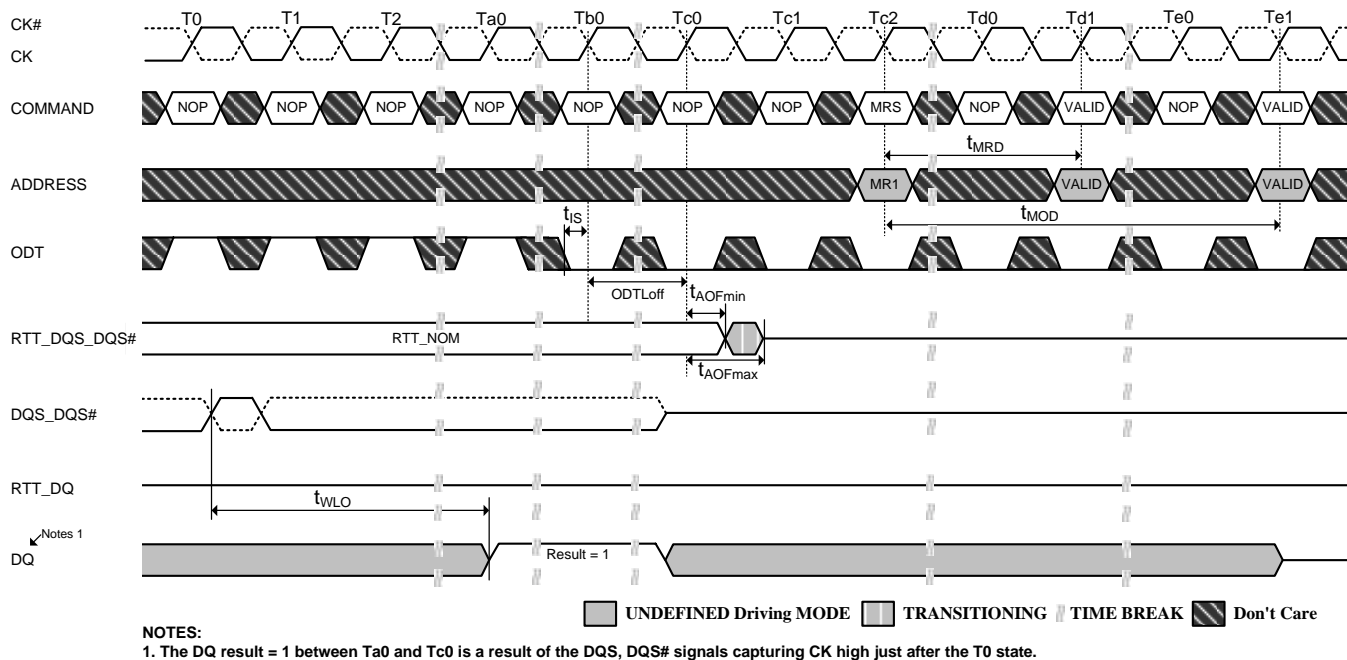 CK# T0 T1 T2 Ta0 Tb0 Tc0 Tc1 Tc2 Td0 Td1 Te0 Te1
CK
COMMAND NOP NOP NOP NOP NOP NOP NOP MRS NOP VALID NOP VALID
tMRD
ADDRESS MR1 VALID VALID
tIS tMOD
ODT
ODTLoff tAOFmin
RTT_DQS_DQS# RTT_NOM
tAOFmax
DQS_DQS#
RTT_DQ
tWLO
Notes 1
DQ Result = 1
UNDEFINED Driving MODE TRANSITIONING TIME BREAK Don't Care
NOTES:
1. The DQ result = 1 between Ta0 and Tc0 is a result of the DQS, DQS# signals capturing CK high just after the T0 state.